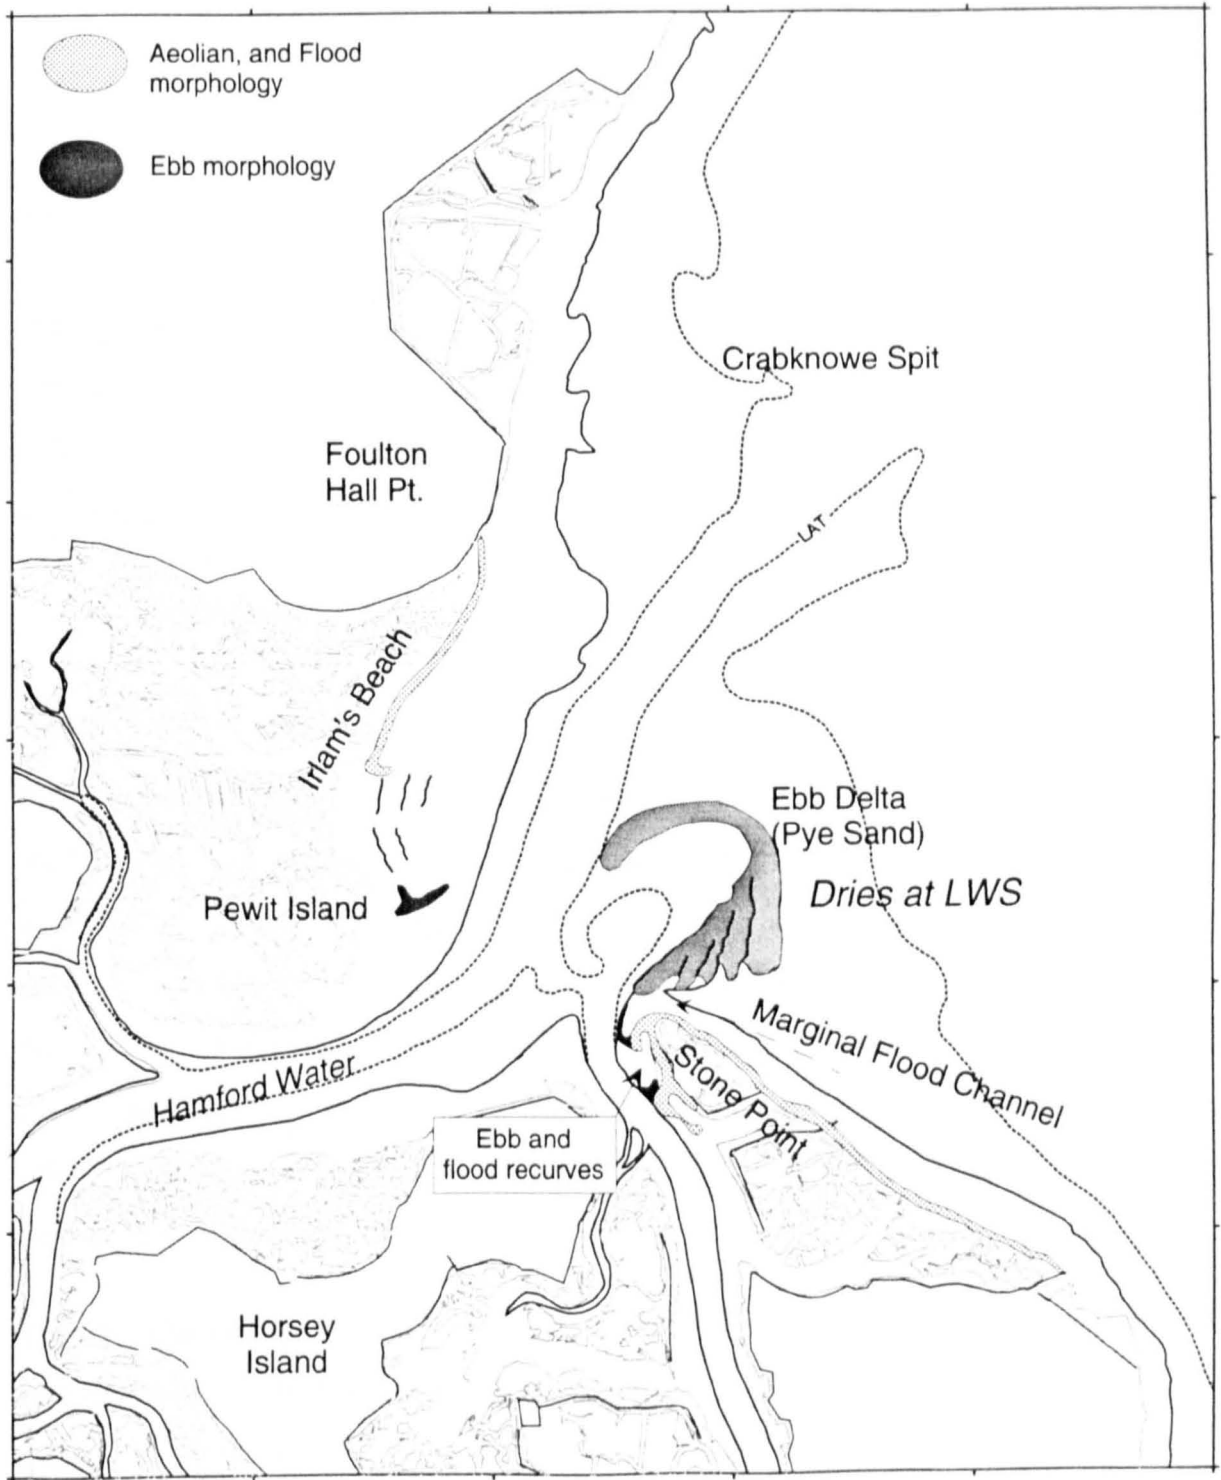 Aeolian, and Flood
morphology
Ebb morphology
Crabknowe Spit
Foulton
Hall Pt.
LAT
Irlam's Beach
Ebb Delta
(Pye Sand)
Dries at LWS
Pewit Island
Marginal Flood Channel
Stone Point
Hamford Water
Ebb and
flood recurves
Horsey
Island